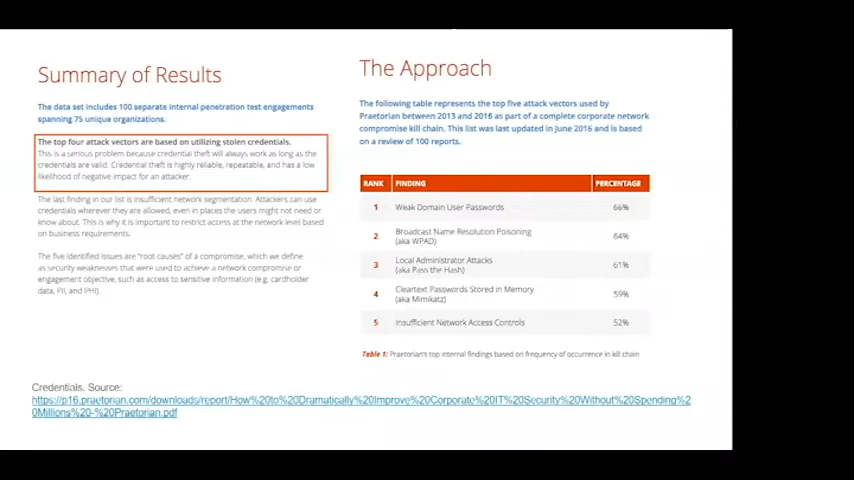 Summary of Results
The data set includes 100 separate internal penetration test engagements
spanning 75 unique organizations.
The top four attack vectors are based on utilizing stolen credentials.
This is a serious problem because credential theft will always work as long as the
credentials are valid. Credential theft is highly reliable, repeatable, and has a low
likelihood of negative impact for an attacker.
The last finding in our list is insufficient network segmentation. Attackers can use
credentials wherever they are allowed, even in places the users might not need or
know about. This is why it is important to restrict access at the network level based
on business requirements.
The five identified issues are "root causes" of a compromise, which we define
as security weaknesses that were used to achieve a network compromise or
engagement objective, such as access to sensitive information (e.g. cardholder
data, PII, and PHI).
The Approach
The following table represents the top five attack vectors used by
Praetorian between 2013 and 2016 as part of a complete corporate network
compromise kill chain. This list was last updated in June 2016 and is based
on a review of 100 reports.
RANK FINDING PERCENTAGE
1 Weak Domain User Passwords 66%
2 Broadcast Name Resolution Poisoning
(aka WPAD) 64%
3 Local Administrator Attacks
(aka Pass the Hash) 61%
4 Cleartext Passwords Stored in Memory
(aka Mimikatz) 59%
5 Insufficient Network Access Controls 52%
Table 1: Praetorian's top internal findings based on frequency of occurrence in kill chain
Credentials, Source:
https://p16.praetorian.com/downloads/report/How%20to%20Dramatically%20Improve%20Corporate%20IT%20Security%20Without%20Spending%2
0Millions%20-%20Praetorian.pdf